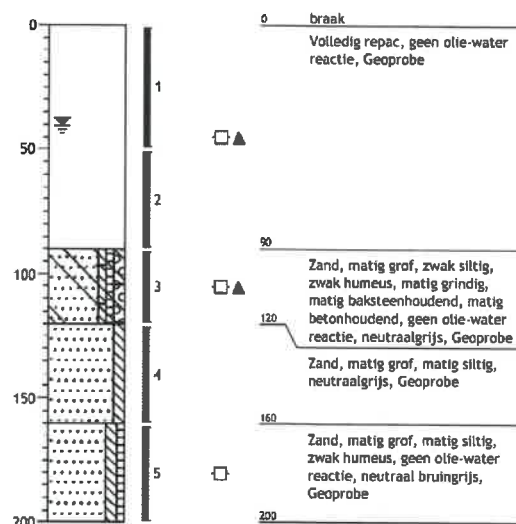 0
50
100
150
200
1
2
3
4
5
0 braak
Volledig repac, geen olie-water
reactie, Geoprobe
90
Zand, matig grof, zwak siltig,
zwak humeus, matig grindig,
matig baksteenhoudend, matig
betonhoudend, geen olie-water
reactie, neutraalgrijs, Geoprobe
120
Zand, matig grof, matig siltig,
neutraalgrijs, Geoprobe
160
Zand, matig grof, matig siltig,
zwak humeus, geen olie-water
reactie, neutraal bruingrijs,
Geoprobe
200